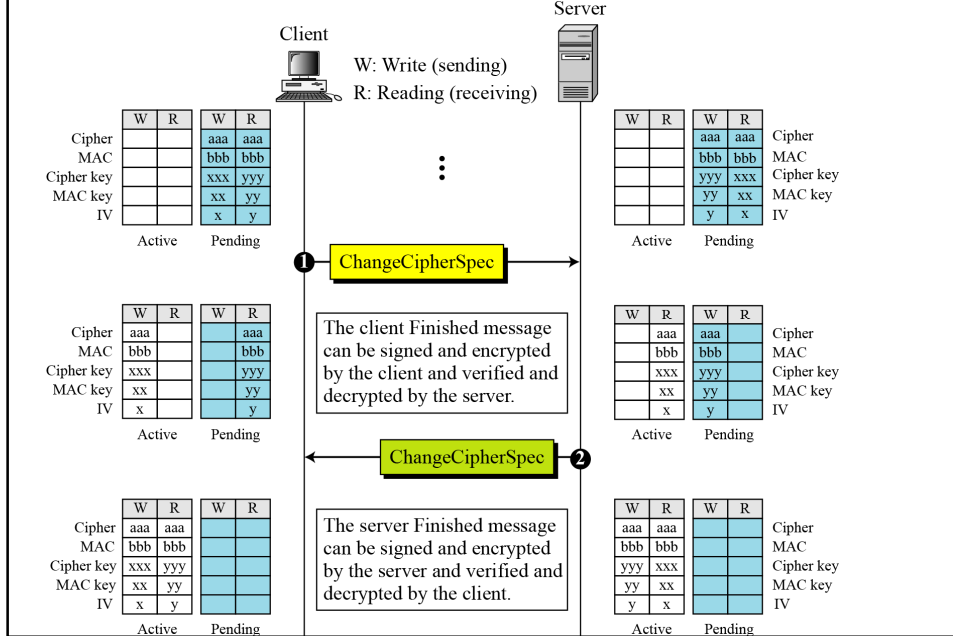 Server
Client
W: Write (sending)
R: Reading (receiving)
W R W R
Cipher aaa aaa
MAC bbb bbb
Cipher key xxx yyy
MAC key xx yy
IV x y
Active Pending
W R W R
aaa aaa Cipher
bbb bbb MAC
yyy xxx Cipher key
yy xx MAC key
y x IV
Active Pending
1 ChangeCipherSpec
W R W R
Cipher aaa aaa
MAC bbb bbb
Cipher key xxx yyy
MAC key xx yy
IV x y
Active Pending
The client Finished message
can be signed and encrypted
by the client and verified and
decrypted by the server.
W R W R
aaa aaa Cipher
bbb bbb MAC
xxx yyy Cipher key
xx yy MAC key
x y IV
Active Pending
ChangeCipherSpec 2
W R W R
Cipher aaa aaa
MAC bbb bbb
Cipher key xxx yyy
MAC key xx yy
IV x y
Active Pending
The server Finished message
can be signed and encrypted
by the server and verified and
decrypted by the client.
W R W R
aaa aaa Cipher
bbb bbb MAC
yyy xxx Cipher key
yy xx MAC key
y x IV
Active Pending